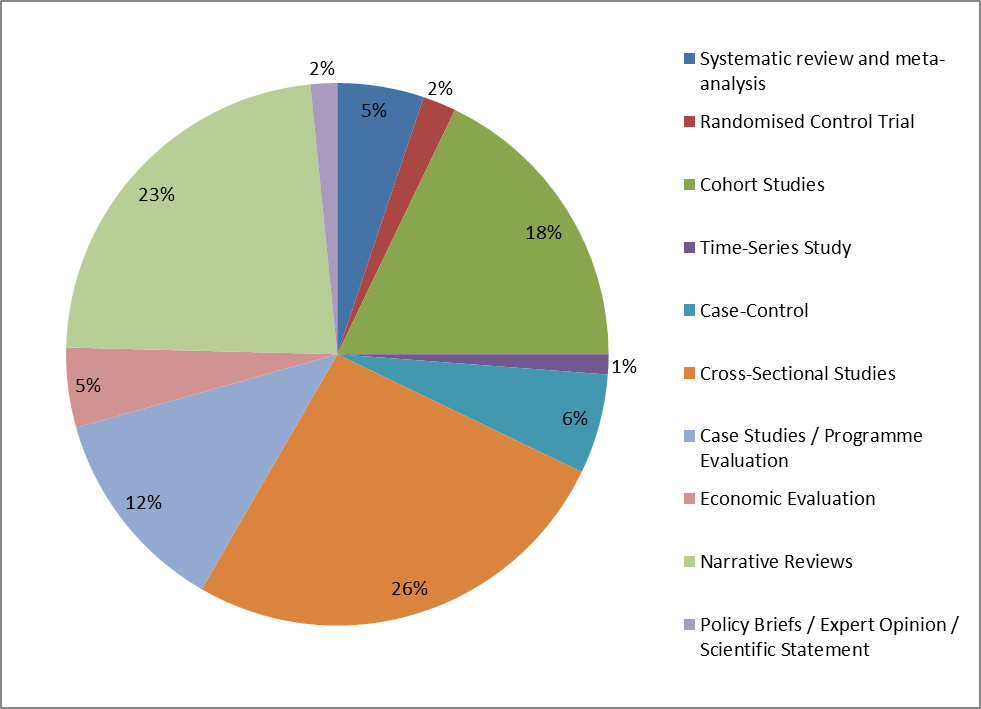 2%
5%
2%
18%
1%
6%
26%
12%
5%
23%
Systematic review and meta-
analysis
Randomised Control Trial
Cohort Studies
Time-Series Study
Case-Control
Cross-Sectional Studies
Case Studies / Programme
Evaluation
Economic Evaluation
Narrative Reviews
Policy Briefs / Expert Opinion /
Scientific Statement